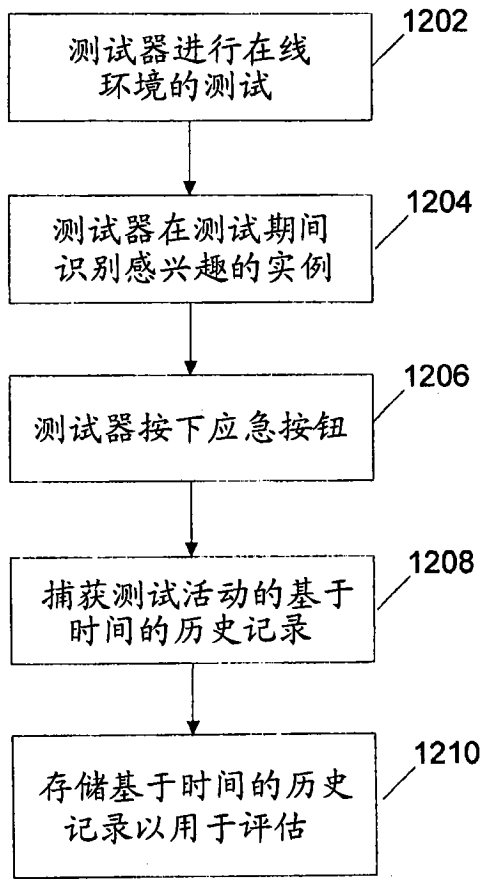 1202
测试器进行在线
环境的测试
1204
测试器在测试期间
识别感兴趣的实例
1206
测试器按下应急按钮
1208
捕获测试活动的基于
时间的历史记录
1210
存储基于时间的历史
记录以用于评估